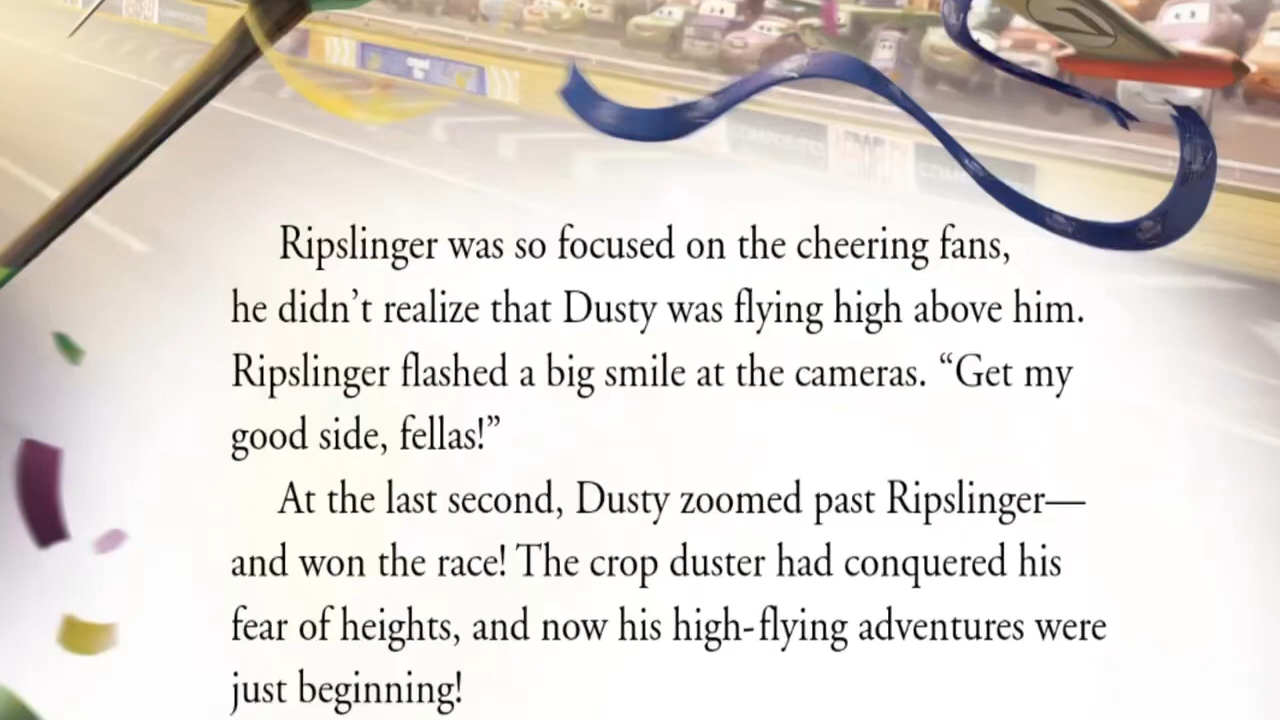 Ripslinger was so focused on the cheering fans,
he didn’t realize that Dusty was flying high above him.
Ripslinger flashed a big smile at the cameras. “Get my
good side, fellas!”
At the last second, Dusty zoomed past Ripslinger—
and won the race! The crop duster had conquered his
fear of heights, and now his high-flying adventures were
just beginning!